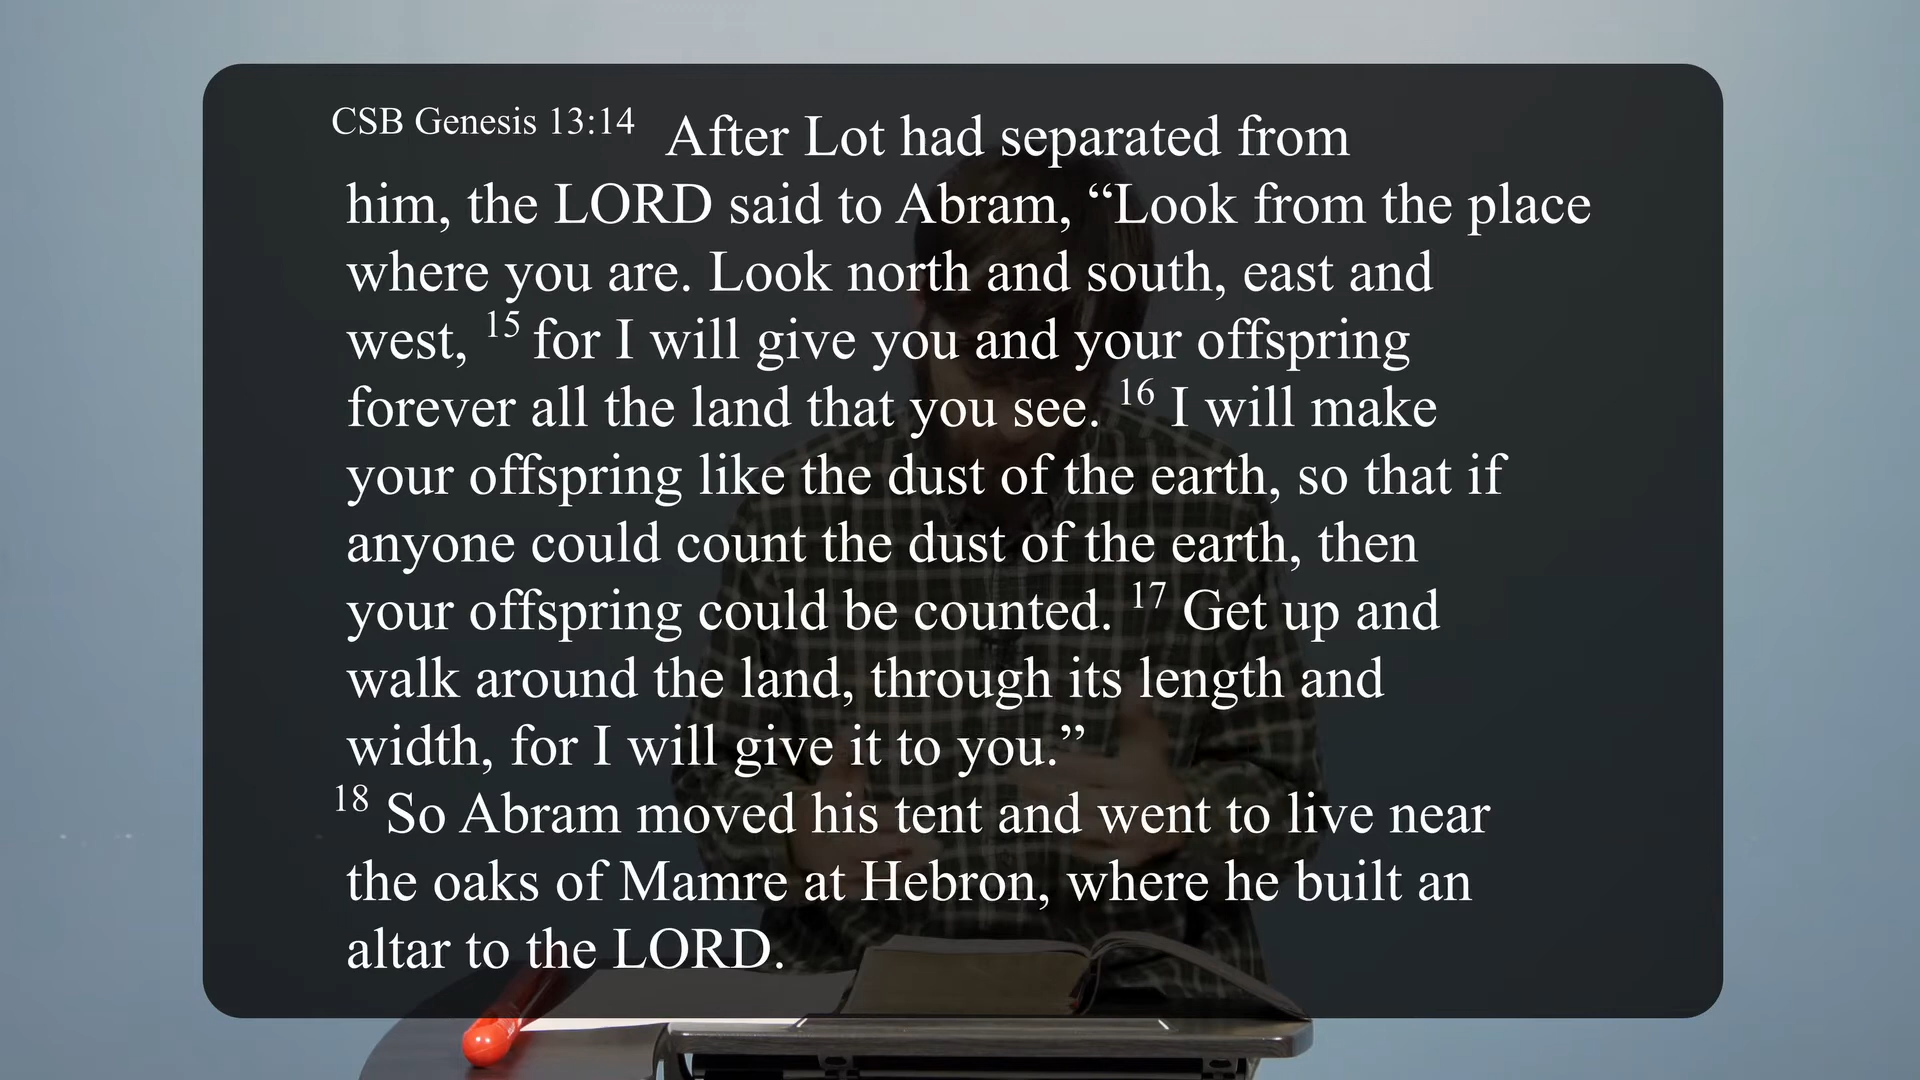 CSB Genesis 13:14 After Lot had separated from
him, the LORD said to Abram, “Look from the place
where you are. Look north and south, east and
west, 15 for I will give you and your offspring
forever all the land that you see. 16 I will make
your offspring like the dust of the earth, so that if
anyone could count the dust of the earth, then
your offspring could be counted. 17 Get up and
walk around the land, through its length and
width, for I will give it to you.”
18 So Abram moved his tent and went to live near
the oaks of Mamre at Hebron, where he built an
altar to the LORD.